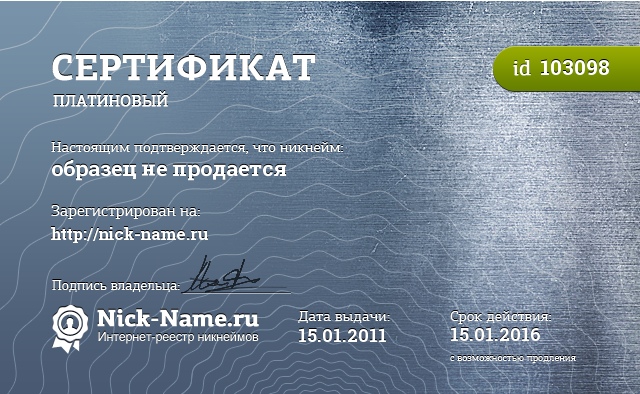 СЕРТИФИКАТ
id 103098
ПЛАТИНОВЫЙ
Настоящим подтверждается, что никнейм:
образец не продается
Зарегистрирован на:
http://nick-name.ru
Подпись владельца:
Nick-Name.ru
Интернет-реестр никнеймов
Дата выдачи:
15.01.2011
Срок действия:
15.01.2016
с возможностью продления